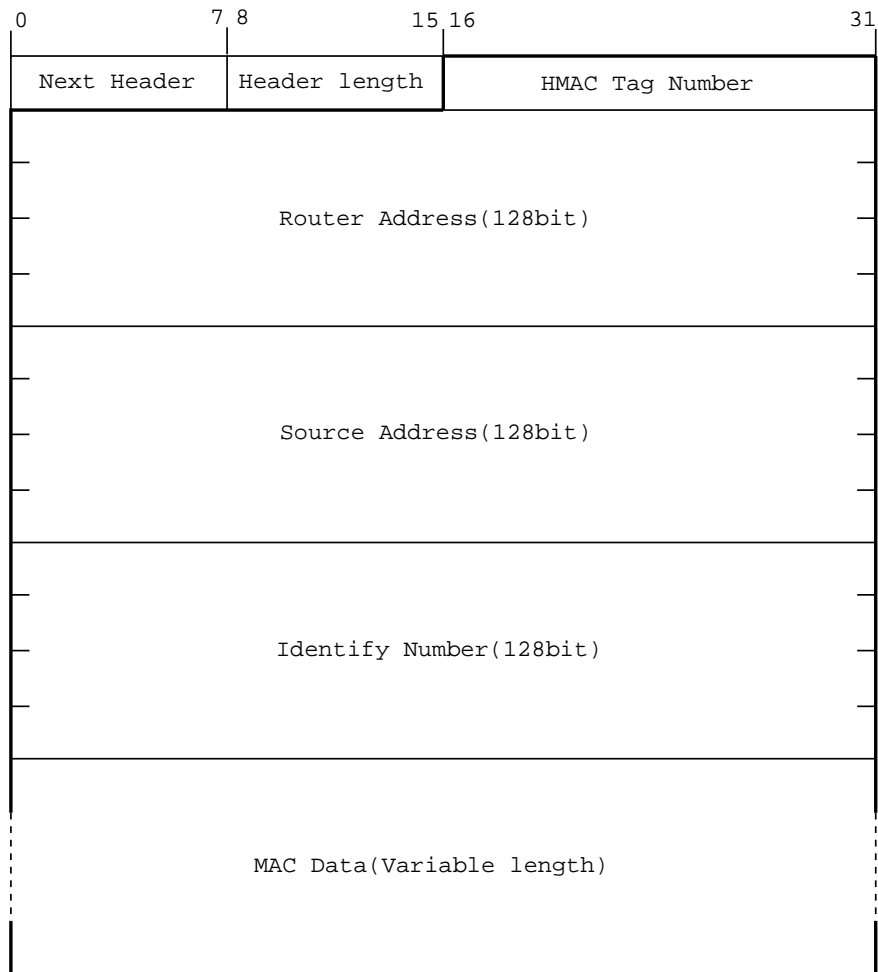 0 7 8 15 16 31
Next Header Header length HMAC Tag Number
Router Address(128bit)
Source Address(128bit)
Identify Number(128bit)
MAC Data(Variable length)